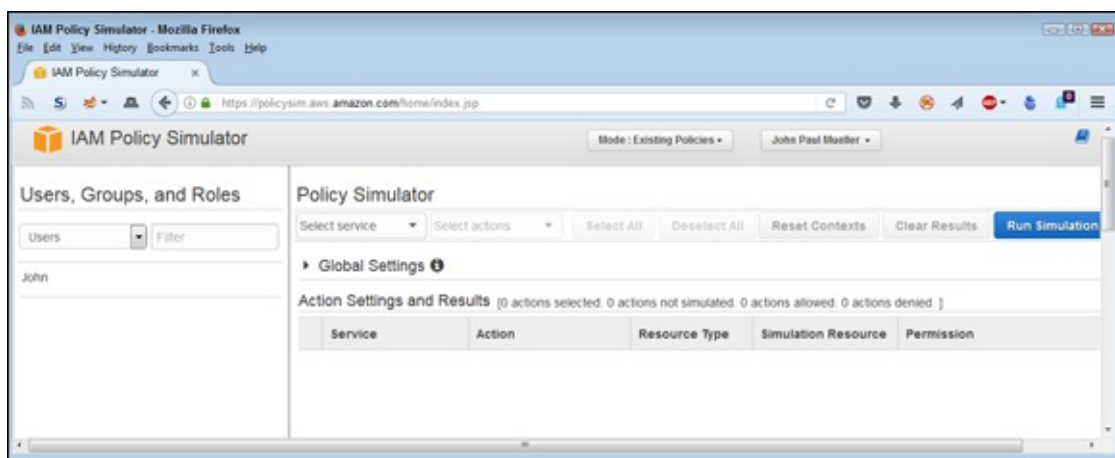 IAM Policy Simulator - Mozilla Firefox
File Edit View History Bookmarks Tools Help
IAM Policy Simulator ×
https://policysim.aws.amazon.com/home/index.jsp
IAM Policy Simulator Mode : Existing Policies John Paul Mueller
Users, Groups, and Roles
Users Filter
John
Policy Simulator
Select service Select actions Select All Deselect All Reset Contexts Clear Results Run Simulation
Global Settings
Action Settings and Results [0 actions selected. 0 actions not simulated. 0 actions allowed. 0 actions denied. ]
Service Action Resource Type Simulation Resource Permission